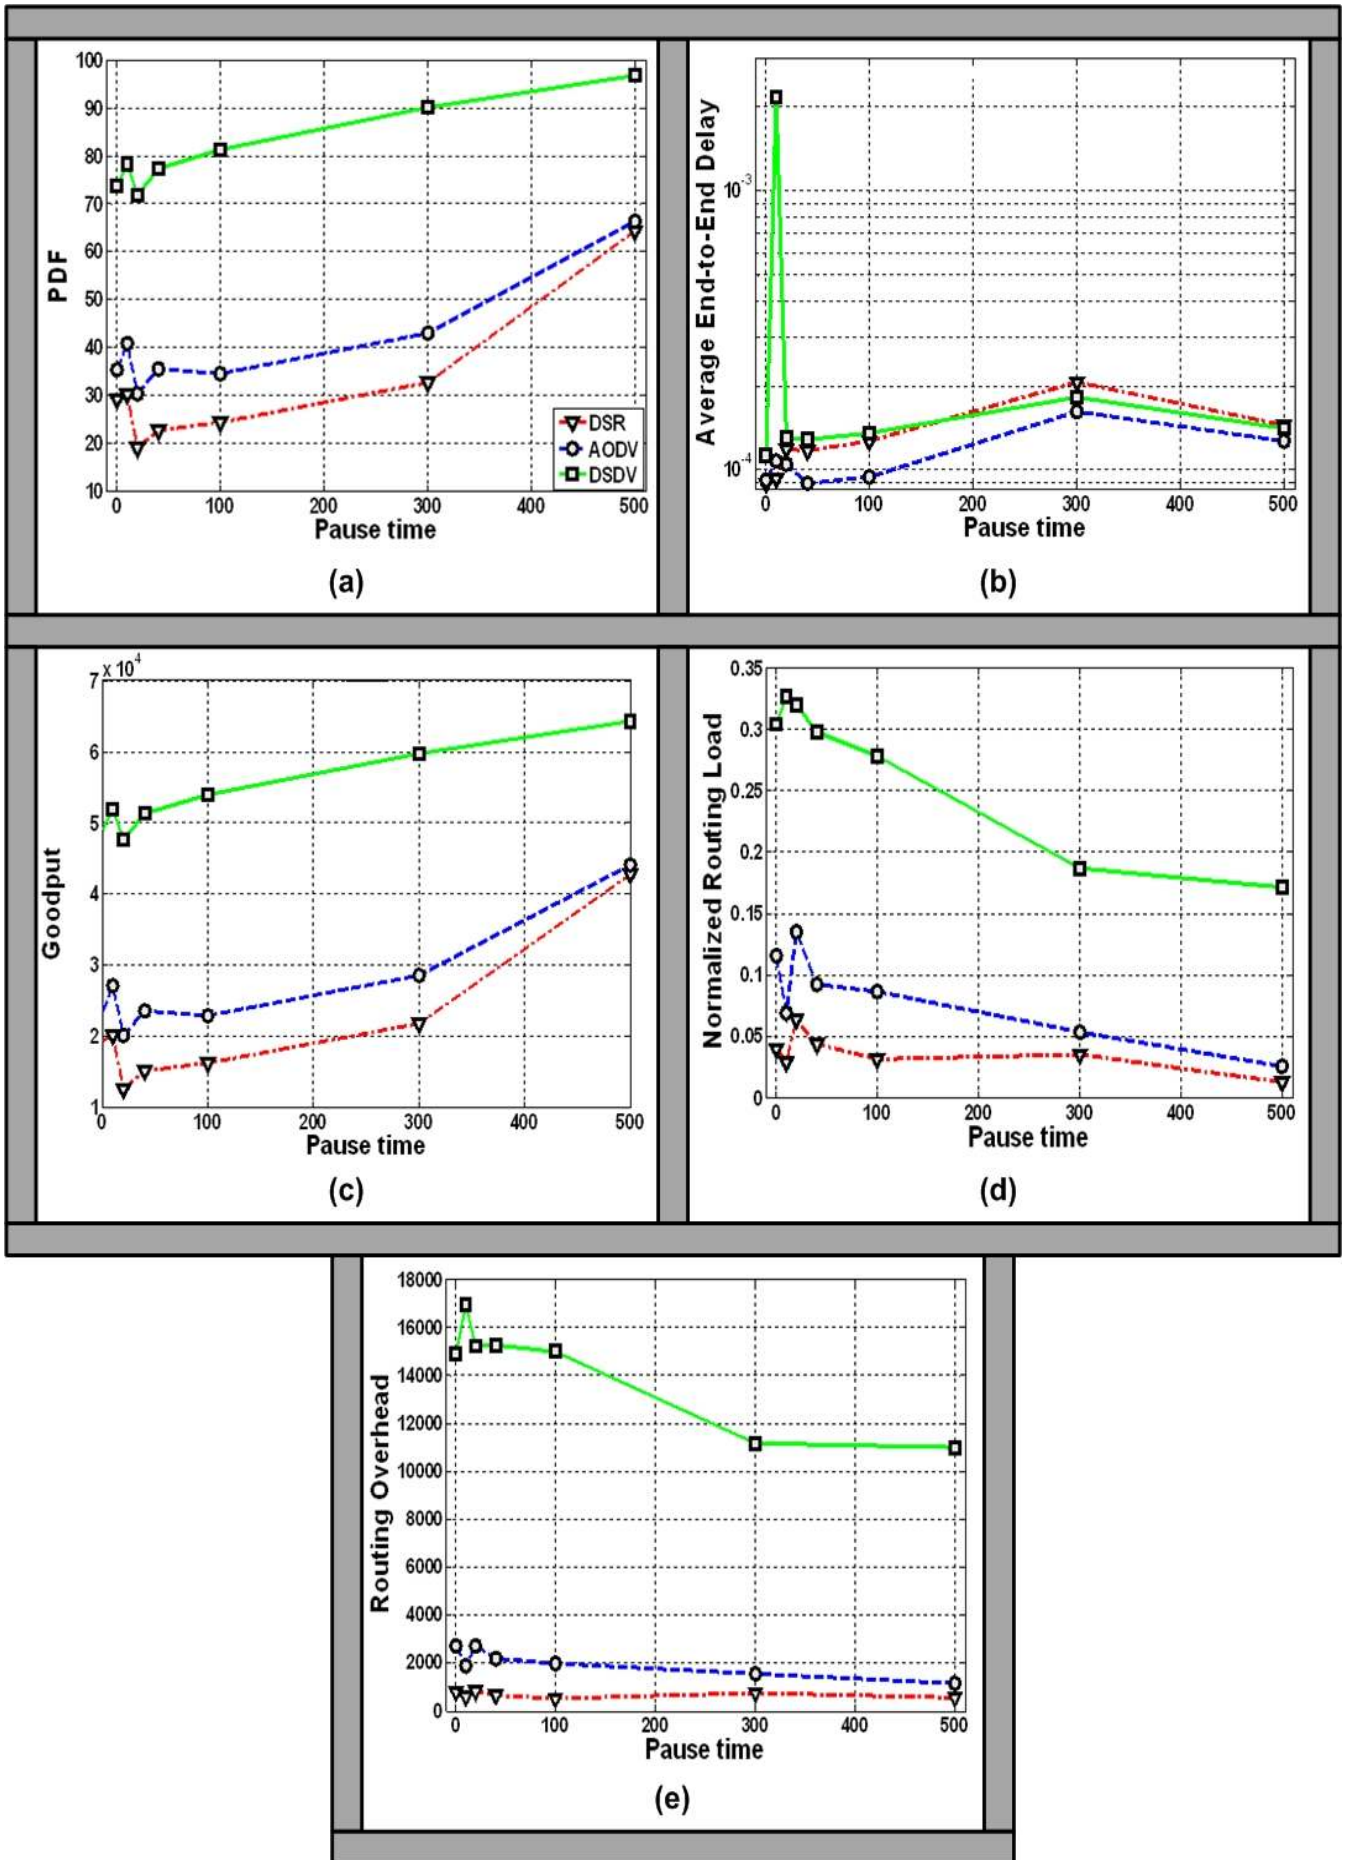 100
90
80
70
60
50
40
30
20
10
PDF
0 100 200 300 400 500
Pause time
DSR
AODV
DSDV
(a)
10-3
10-4
Average End-to-End Delay
0 100 200 300 400 500
Pause time
(b)
x 10^4
7
6
5
4
3
2
1
Goodput
0 100 200 300 400 500
Pause time
(c)
0.35
0.3
0.25
0.2
0.15
0.1
0.05
0
Normalized Routing Load
0 100 200 300 400 500
Pause time
(d)
18000
16000
14000
12000
10000
8000
6000
4000
2000
0
Routing Overhead
0 100 200 300 400 500
Pause time
(e)